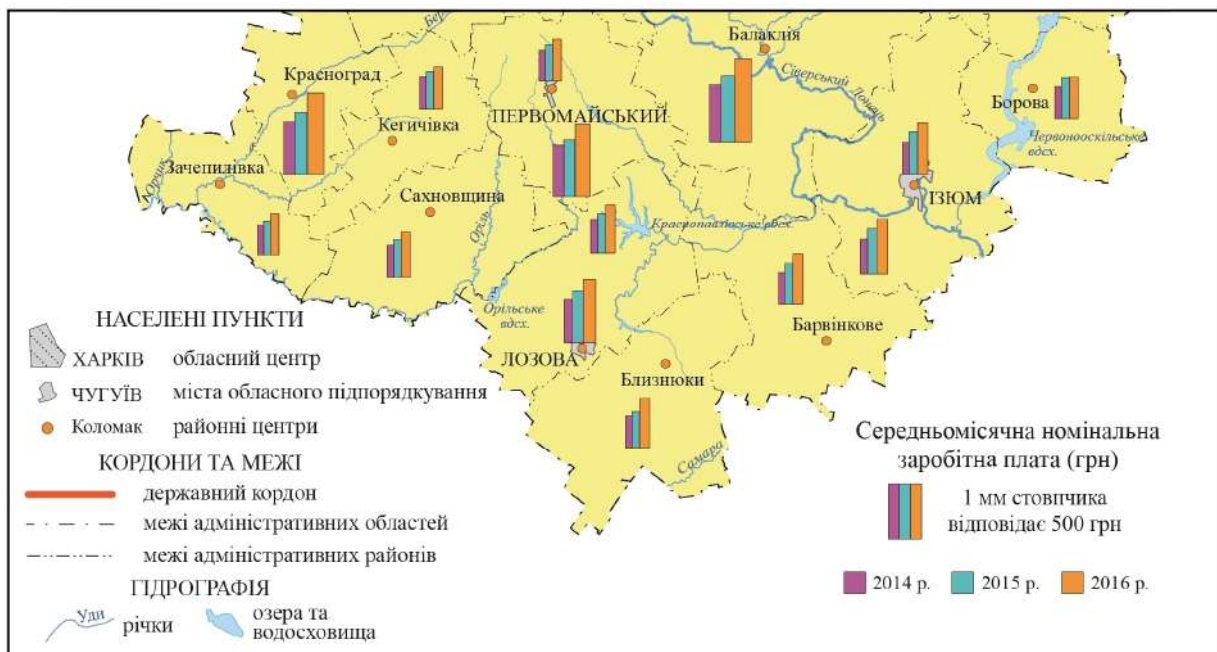 Балаклія
Сіверський Донець
Красноград
Борова
ПЕРВОМАЙСЬКИЙ
Кегичівка
Червонооскільське
вдсх.
Зачепилівка
Орчик
Сахновщина
ІЗЮМ
Оріль
Краснопавлівське вдсх.
Орільське
вдсх.
Барвінкове
ЛОЗОВА
Близнюки
Самара
НАСЕЛЕНІ ПУНКТИ
ХАРКІВ обласний центр
ЧУГУЇВ міста обласного підпорядкування
Коломак районні центри
КОРДОНИ ТА МЕЖІ
державний кордон
межі адміністративних областей
межі адміністративних районів
ГІДРОГРАФІЯ
Уди
річки
озера та
водосховища
Середньомісячна номінальна
заробітна плата (грн)
1 мм стовпчика
відповідає 500 грн
2014 р. 2015 р. 2016 р.